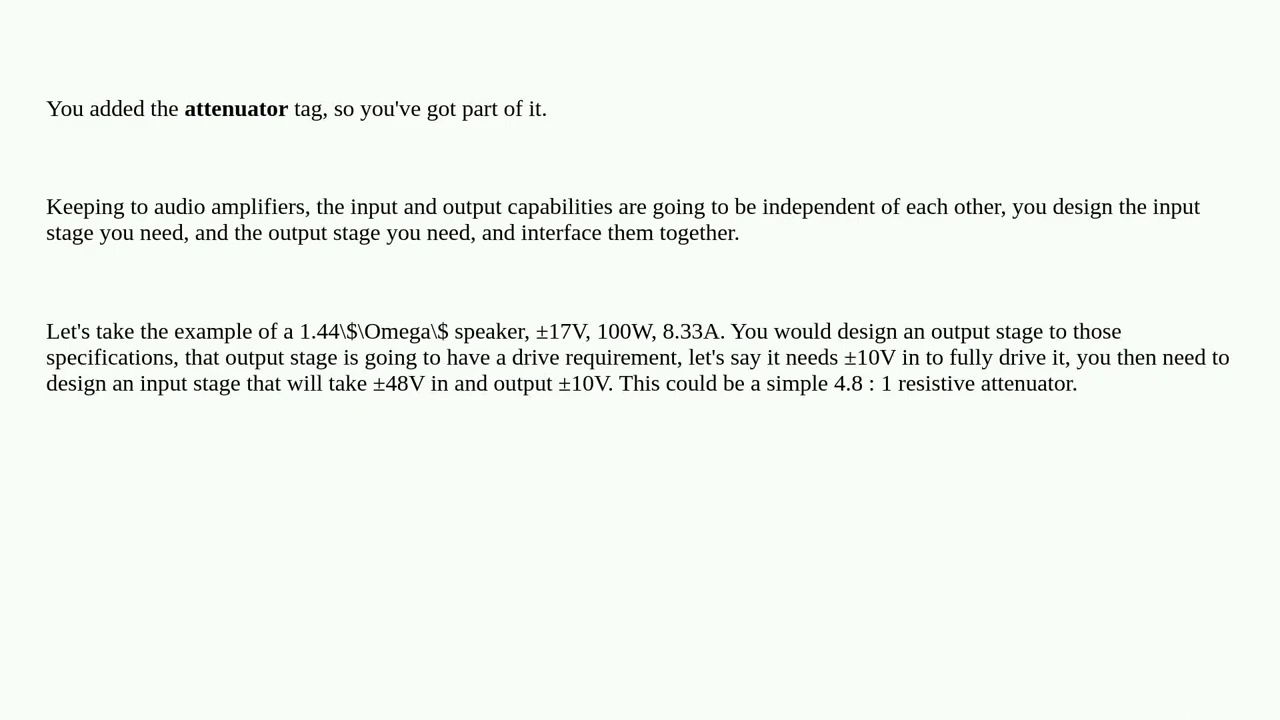 You added the attenuator tag, so you've got part of it.
Keeping to audio amplifiers, the input and output capabilities are going to be independent of each other, you design the input
stage you need, and the output stage you need, and interface them together.
Let's take the example of a 1.44\$\Omega\$ speaker, ±17V, 100W, 8.33A. You would design an output stage to those
specifications, that output stage is going to have a drive requirement, let's say it needs ±10V in to fully drive it, you then need to
design an input stage that will take ±48V in and output ±10V. This could be a simple 4.8 : 1 resistive attenuator.